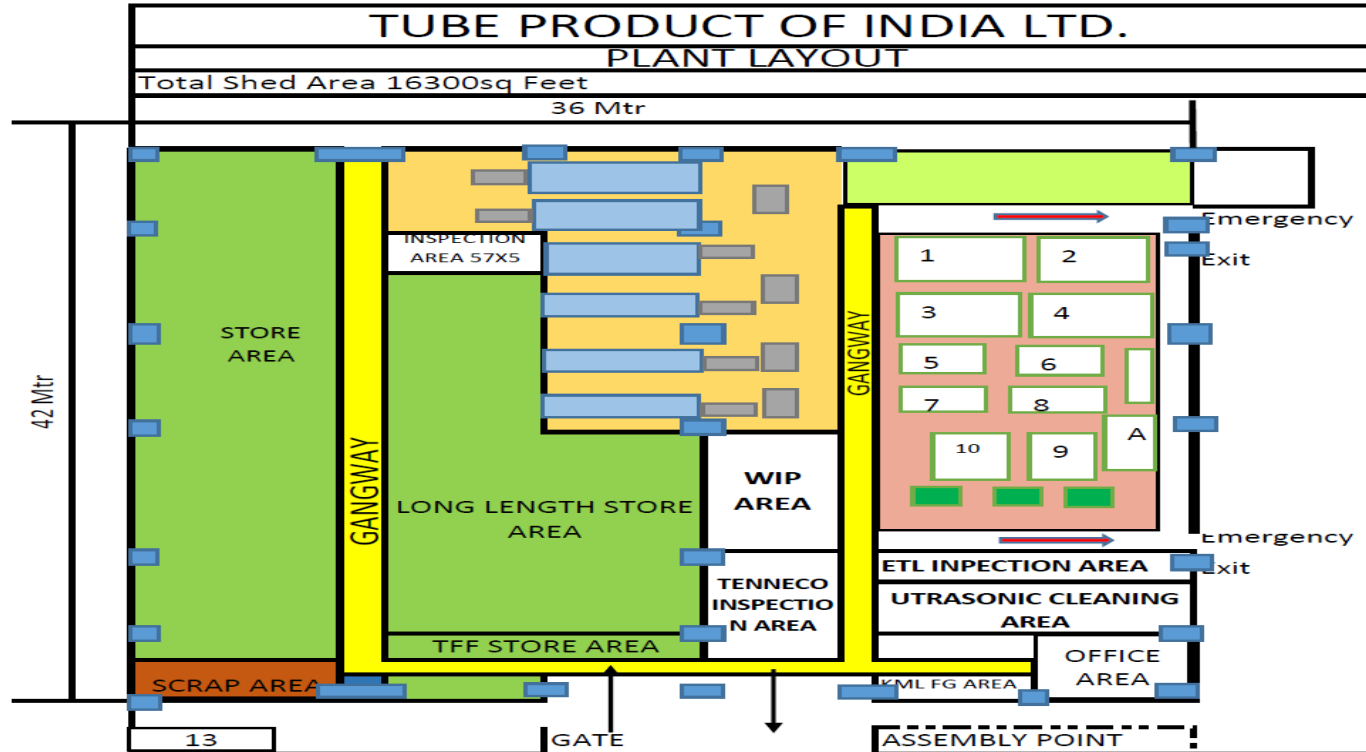 TUBE PRODUCT OF INDIA LTD.
PLANT LAYOUT
Total Shed Area 16300sq Feet
36 Mtr
42 Mtr
STORE
AREA
GANGWAY
INSPECTION
AREA 57X5
LONG LENGTH STORE
AREA
TFF STORE AREA
SCRAP AREA
WIP
AREA
TENNECO
INSPECTIO
N AREA
GANGWAY
1
2
3
4
5
6
7
8
A
10
9
Emergency
Exit
Emergency
Exit
ETL INPECTION AREA
UTRASONIC CLEANING
AREA
OFFICE
AREA
KML FG AREA
13
GATE
ASSEMBLY POINT